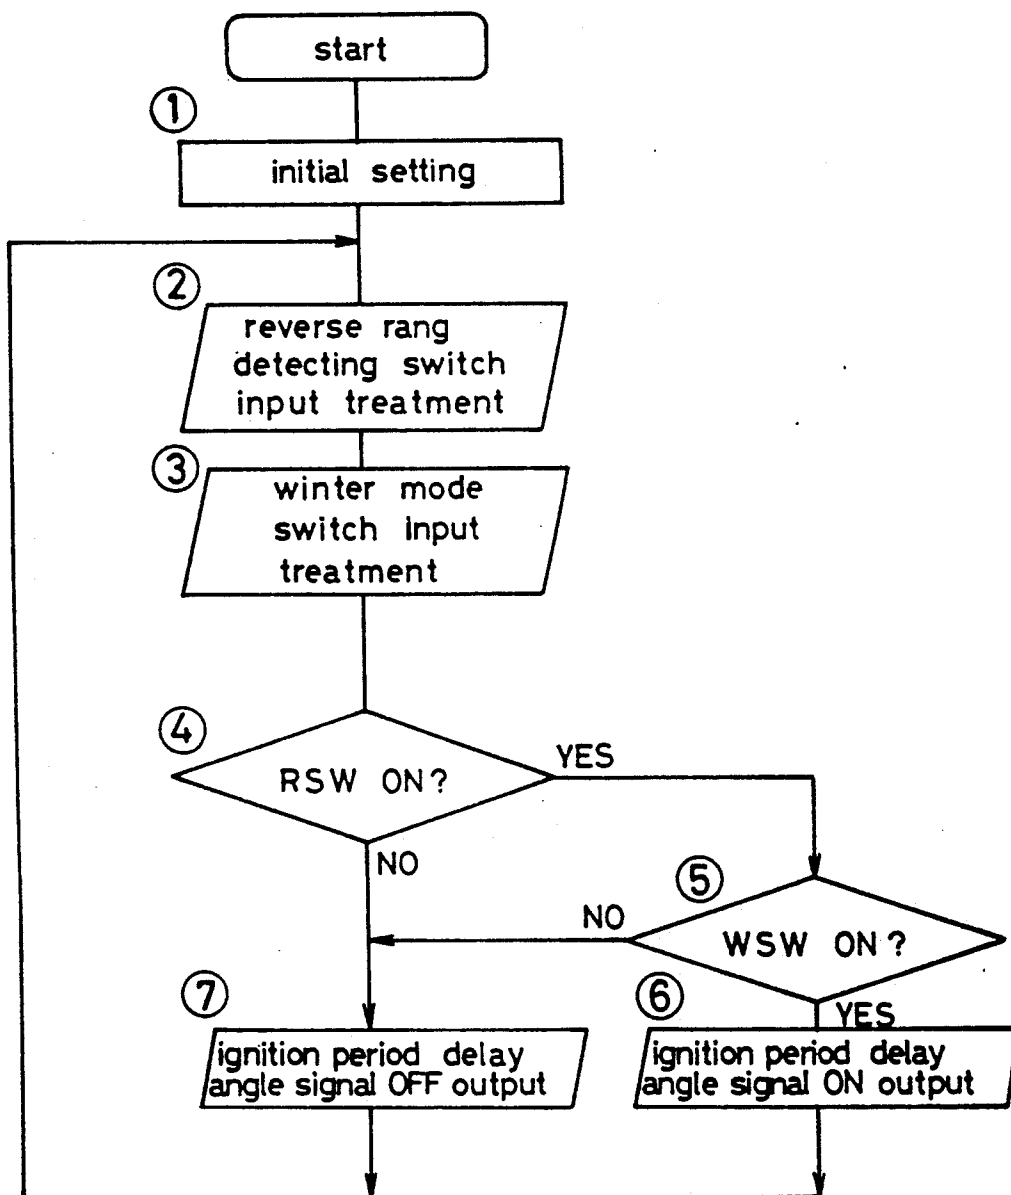 start
①
initial setting
②
reverse rang
detecting switch
input treatment
③
winter mode
switch input
treatment
④
RSW ON?
YES
NO
⑤
WSW ON?
NO
YES
⑦
ignition period delay
angle signal OFF output
⑥
ignition period delay
angle signal ON output